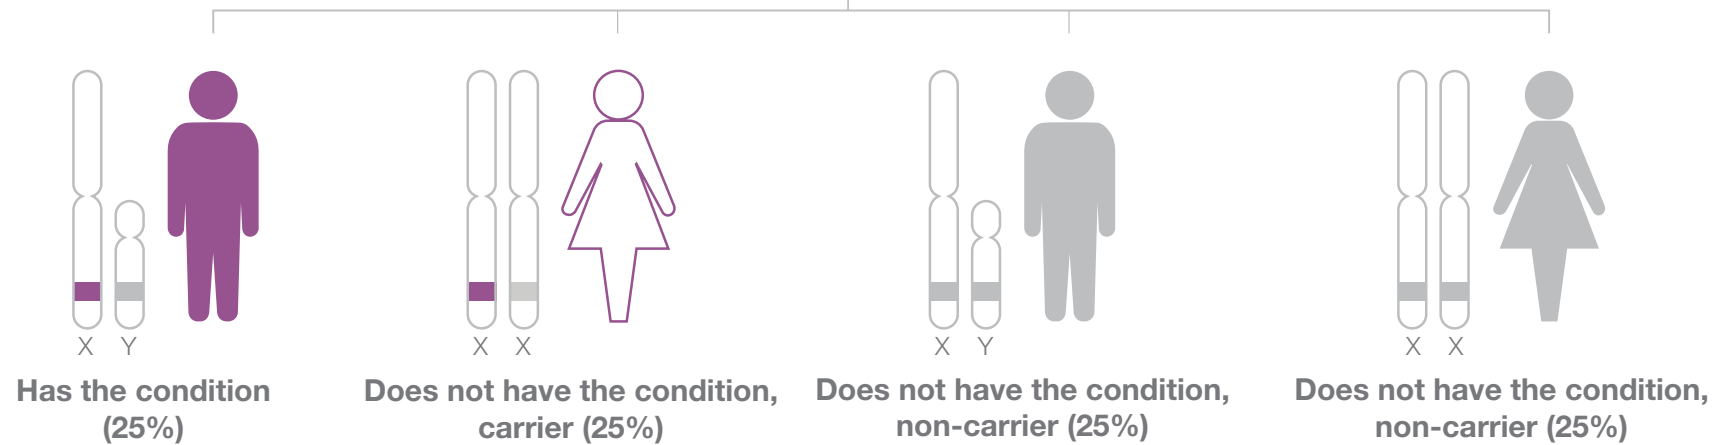 X Y
X X
X Y
X X
Has the condition
(25%)
Does not have the condition,
carrier (25%)
Does not have the condition,
non-carrier (25%)
Does not have the condition,
non-carrier (25%)